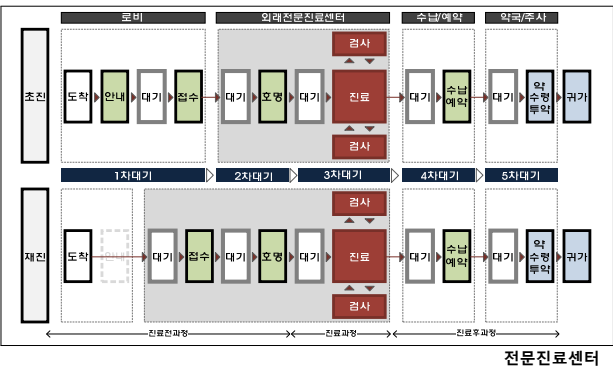 로비 외래전문진료센터 수납/예약 약국/주사
검사
초진 도착 안내 대기 접수 대기 호명 대기 진료 대기 수납 예약 대기 약 수령 투약 귀가
검사
1차대기 2차대기 3차대기 4차대기 5차대기
검사
재진 도착 안내 대기 접수 대기 호명 대기 진료 대기 수납 예약 대기 약 수령 투약 귀가
검사
진료전과정 진료과정 진료후과정
전문진료센터